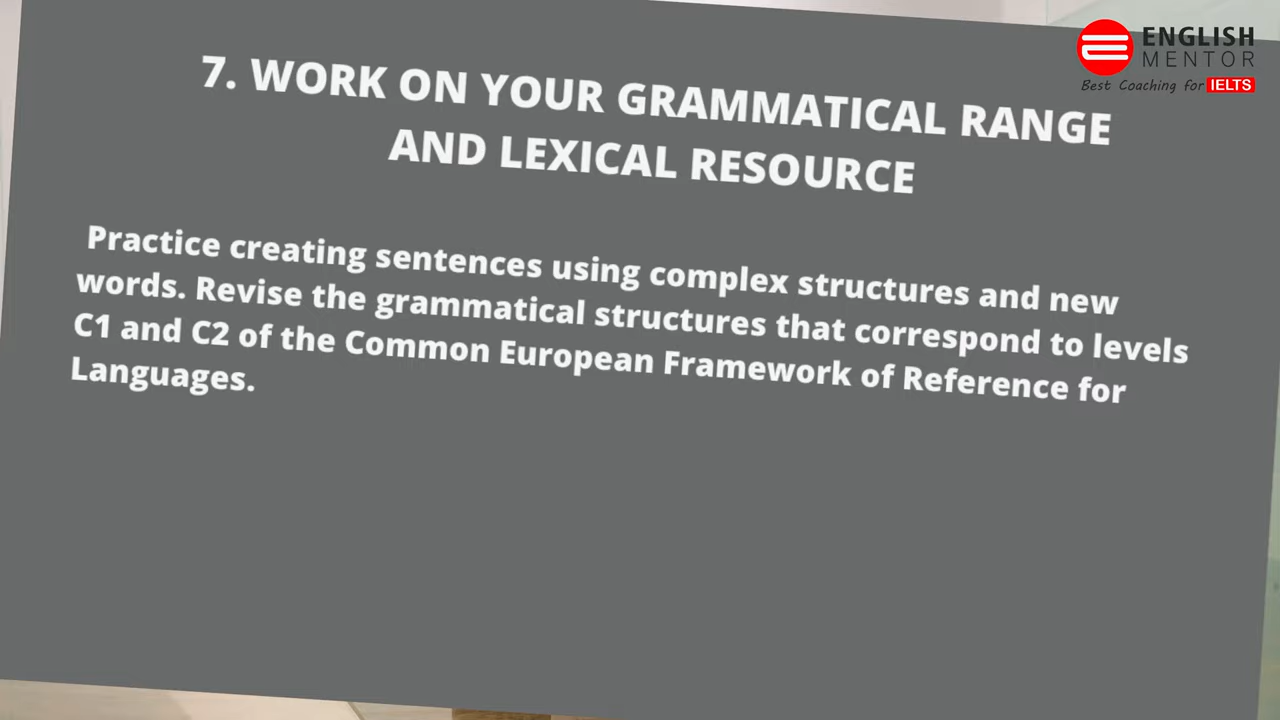 ENGLISH
MENTOR
Best Coaching for IELTS
7. WORK ON YOUR GRAMMATICAL RANGE
AND LEXICAL RESOURCE
Practice creating sentences using complex structures and new
words. Revise the grammatical structures that correspond to levels
C1 and C2 of the Common European Framework of Reference for
Languages.